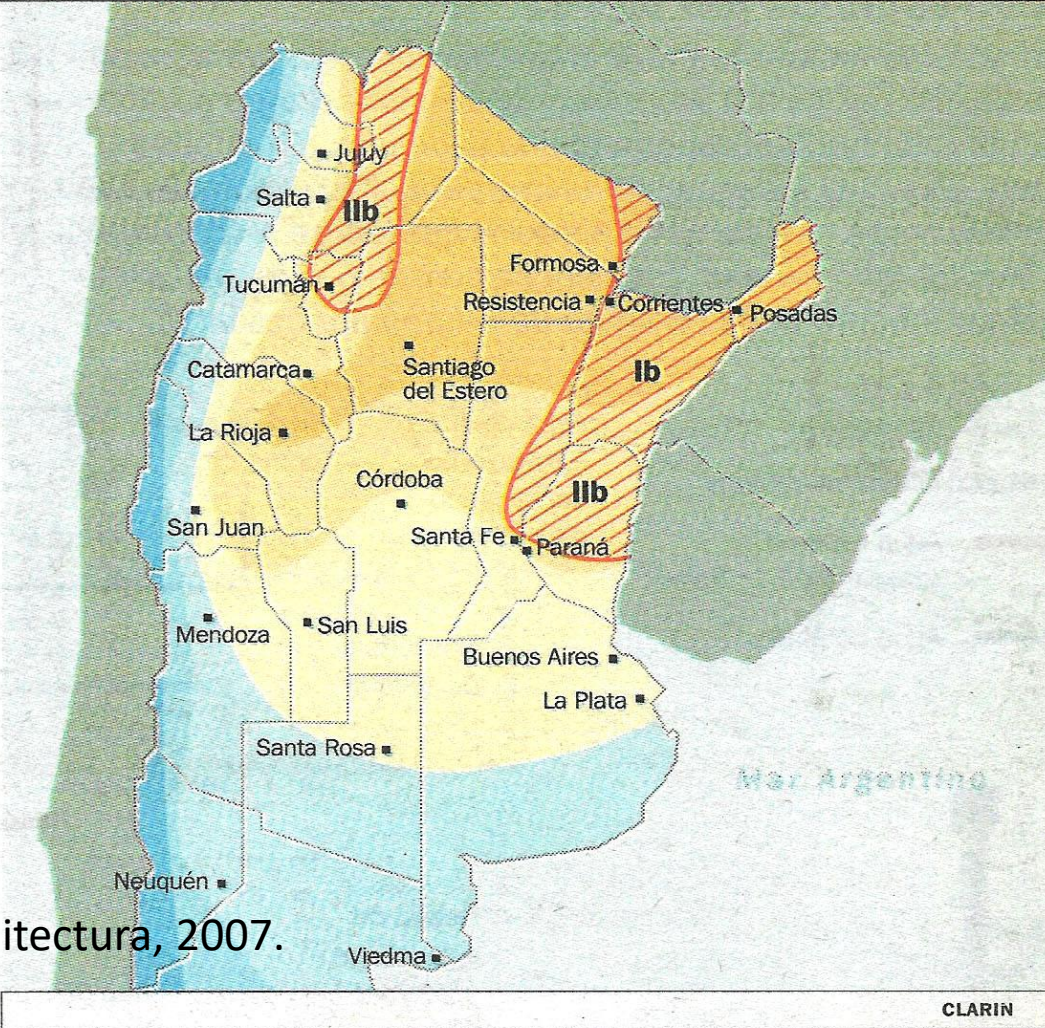 Jujuy
Salta
IIb
Tucumán
Formosa
Resistencia
Corrientes
Posadas
Catamarca
Santiago
del Estero
Ib
La Rioja
Córdoba
IIb
San Juan
Santa Fe
Paraná
Mendoza
San Luis
Buenos Aires
La Plata
Santa Rosa
Mar Argentino
Neuquén
itectura, 2007.
Viedma
CLARIN